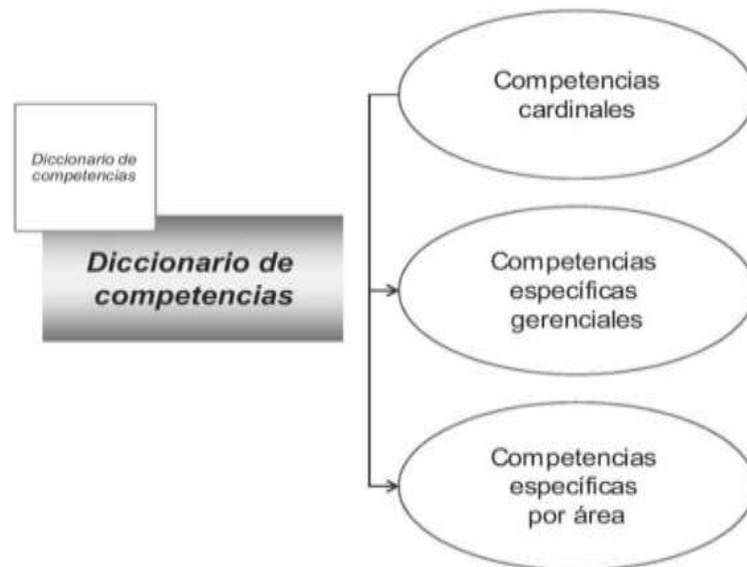 Diccionario de
competencias
Diccionario de
competencias
Competencias
cardinales
Competencias
específicas
gerenciales
Competencias
específicas
por área